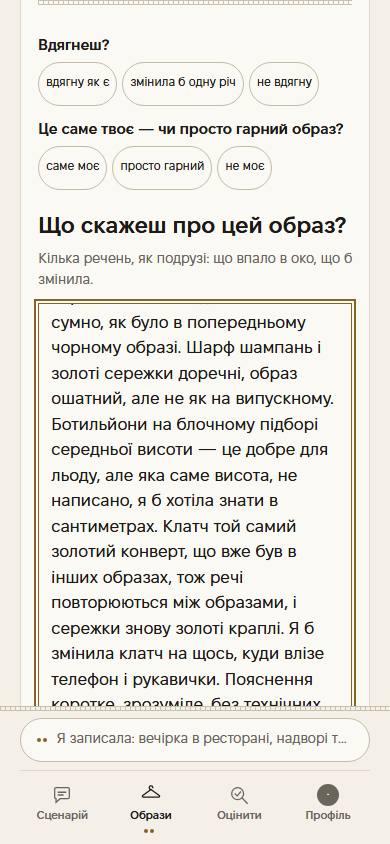 Вдягнеш?
вдягну як є
змінила б одну річ
не вдягну
Це саме твоє — чи просто гарний образ?
саме моє
просто гарний
не моє
Що скажеш про цей образ?
Кілька речень, як подрузі: що впало в око, що б
змінила.
сумно, як було в попередньому
чорному образі. Шарф шампань і
золоті сережки доречні, образ
ошатний, але не як на випускному.
Ботильйони на блочному підборі
середньої висоти — це добре для
льоду, але яка саме висота, не
написано, я б хотіла знати в
сантиметрах. Клатч той самий
золотий конверт, що вже був в
інших образах, тож речі
повторюються між образами, і
сережки знову золоті краплі. Я б
змінила клатч на щось, куди влізе
телефон і рукавички. Пояснення
коротке, зрозуміле, без технічних
Я записала: вечірка в ресторані, надворі т...
Сценарій
Образи
Оцінити
Профіль